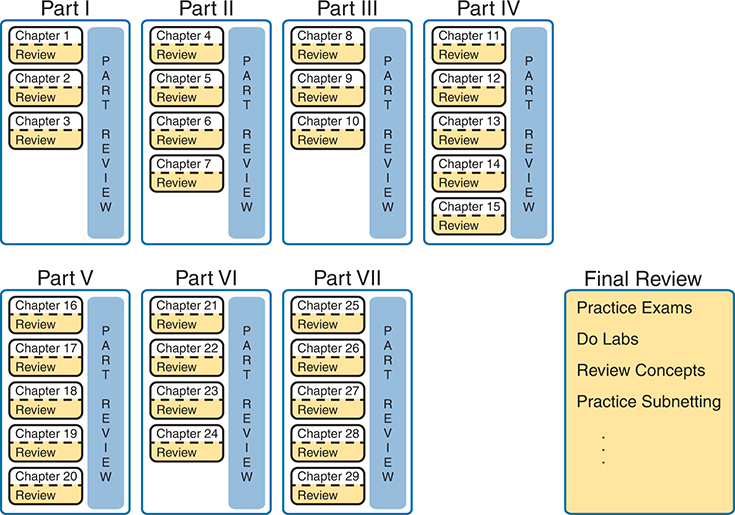 Part I
Chapter 1
Review
Chapter 2
Review
Chapter 3
Review
PART REVIEW
Part II
Chapter 4
Review
Chapter 5
Review
Chapter 6
Review
Chapter 7
Review
PART REVIEW
Part III
Chapter 8
Review
Chapter 9
Review
Chapter 10
Review
PART REVIEW
Part IV
Chapter 11
Review
Chapter 12
Review
Chapter 13
Review
Chapter 14
Review
Chapter 15
Review
PART REVIEW
Part V
Chapter 16
Review
Chapter 17
Review
Chapter 18
Review
Chapter 19
Review
Chapter 20
Review
PART REVIEW
Part VI
Chapter 21
Review
Chapter 22
Review
Chapter 23
Review
Chapter 24
Review
PART REVIEW
Part VII
Chapter 25
Review
Chapter 26
Review
Chapter 27
Review
Chapter 28
Review
Chapter 29
Review
PART REVIEW
Final Review
Practice Exams
Do Labs
Review Concepts
Practice Subnetting
.
.
.